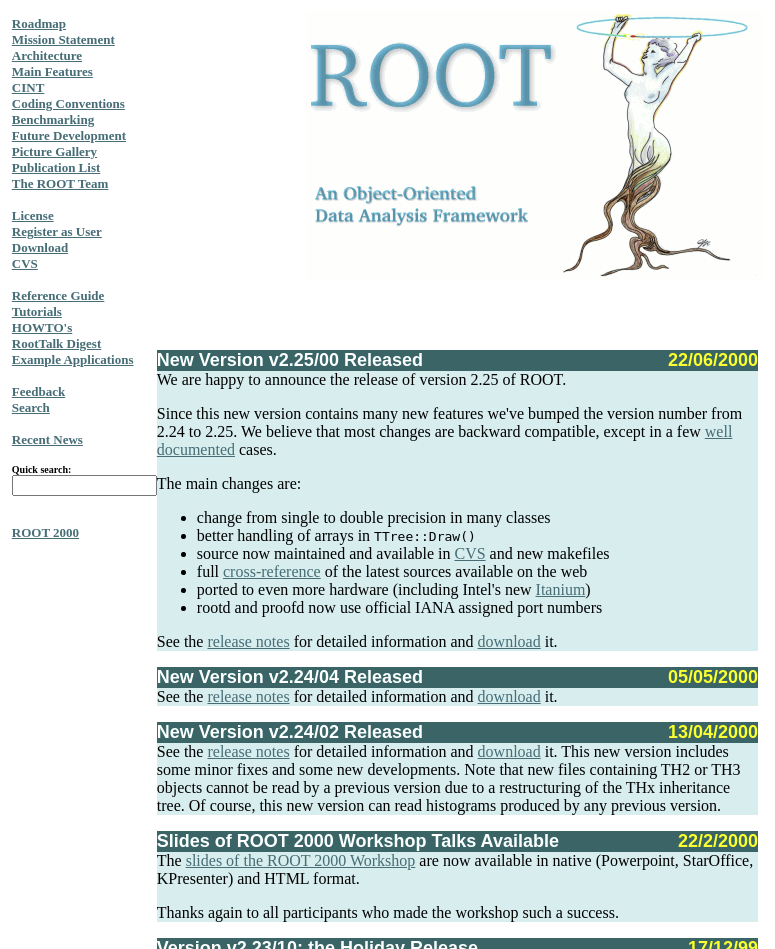 Roadmap
Mission Statement
Architecture
Main Features
CINT
Coding Conventions
Benchmarking
Future Development
Picture Gallery
Publication List
The ROOT Team
License
Register as User
Download
CVS
Reference Guide
Tutorials
HOWTO's
RootTalk Digest
Example Applications
Feedback
Search
Recent News
Quick search:
ROOT 2000
ROOT
An Object-Oriented
Data Analysis Framework
New Version v2.25/00 Released 22/06/2000
We are happy to announce the release of version 2.25 of ROOT.
Since this new version contains many new features we've bumped the version number from
2.24 to 2.25. We believe that most changes are backward compatible, except in a few well
documented cases.
The main changes are:
• change from single to double precision in many classes
• better handling of arrays in TTree::Draw()
• source now maintained and available in CVS and new makefiles
• full cross-reference of the latest sources available on the web
• ported to even more hardware (including Intel's new Itanium)
• rootd and proofd now use official IANA assigned port numbers
See the release notes for detailed information and download it.
New Version v2.24/04 Released 05/05/2000
See the release notes for detailed information and download it.
New Version v2.24/02 Released 13/04/2000
See the release notes for detailed information and download it. This new version includes
some minor fixes and some new developments. Note that new files containing TH2 or TH3
objects cannot be read by a previous version due to a restructuring of the THx inheritance
tree. Of course, this new version can read histograms produced by any previous version.
Slides of ROOT 2000 Workshop Talks Available 22/2/2000
The slides of the ROOT 2000 Workshop are now available in native (Powerpoint, StarOffice,
KPresenter) and HTML format.
Thanks again to all participants who made the workshop such a success.
Version v2.23/10: the Holiday Release 17/12/99